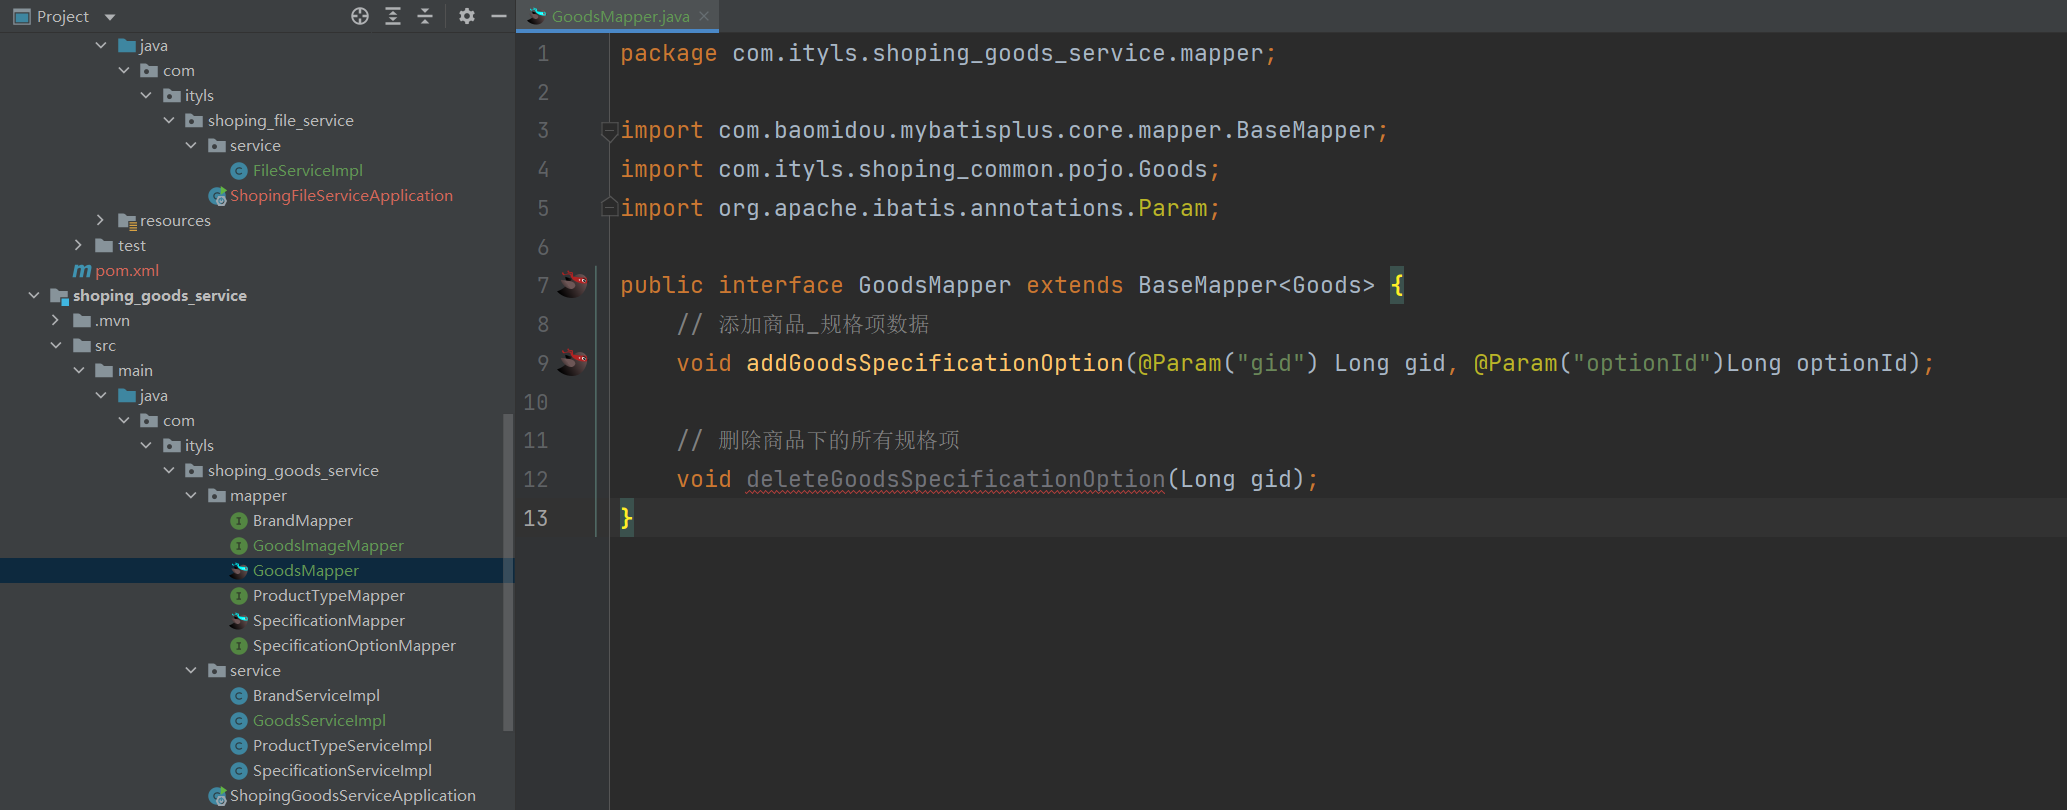 Project
java
com
ityls
shoping_file_service
service
FileServiceImpl
ShopingFileServiceApplication
resources
test
pom.xml
shoping_goods_service
.mvn
src
main
java
com
ityls
shoping_goods_service
mapper
BrandMapper
GoodsImageMapper
GoodsMapper
ProductTypeMapper
SpecificationMapper
SpecificationOptionMapper
service
BrandServiceImpl
GoodsServiceImpl
ProductTypeServiceImpl
SpecificationServiceImpl
ShopingGoodsServiceApplication
GoodsMapper.java
1 package com.ityls.shoping_goods_service.mapper;
2
3 import com.baomidou.mybatisplus.core.mapper.BaseMapper;
4 import com.ityls.shoping_common.pojo.Goods;
5 import org.apache.ibatis.annotations.Param;
6
7 public interface GoodsMapper extends BaseMapper<Goods> {
8 // 添加商品_规格项数据
9 void addGoodsSpecificationOption(@Param("gid") Long gid, @Param("optionId")Long optionId);
10
11 // 删除商品下的所有规格项
12 void deleteGoodsSpecificationOption(Long gid);
13 }